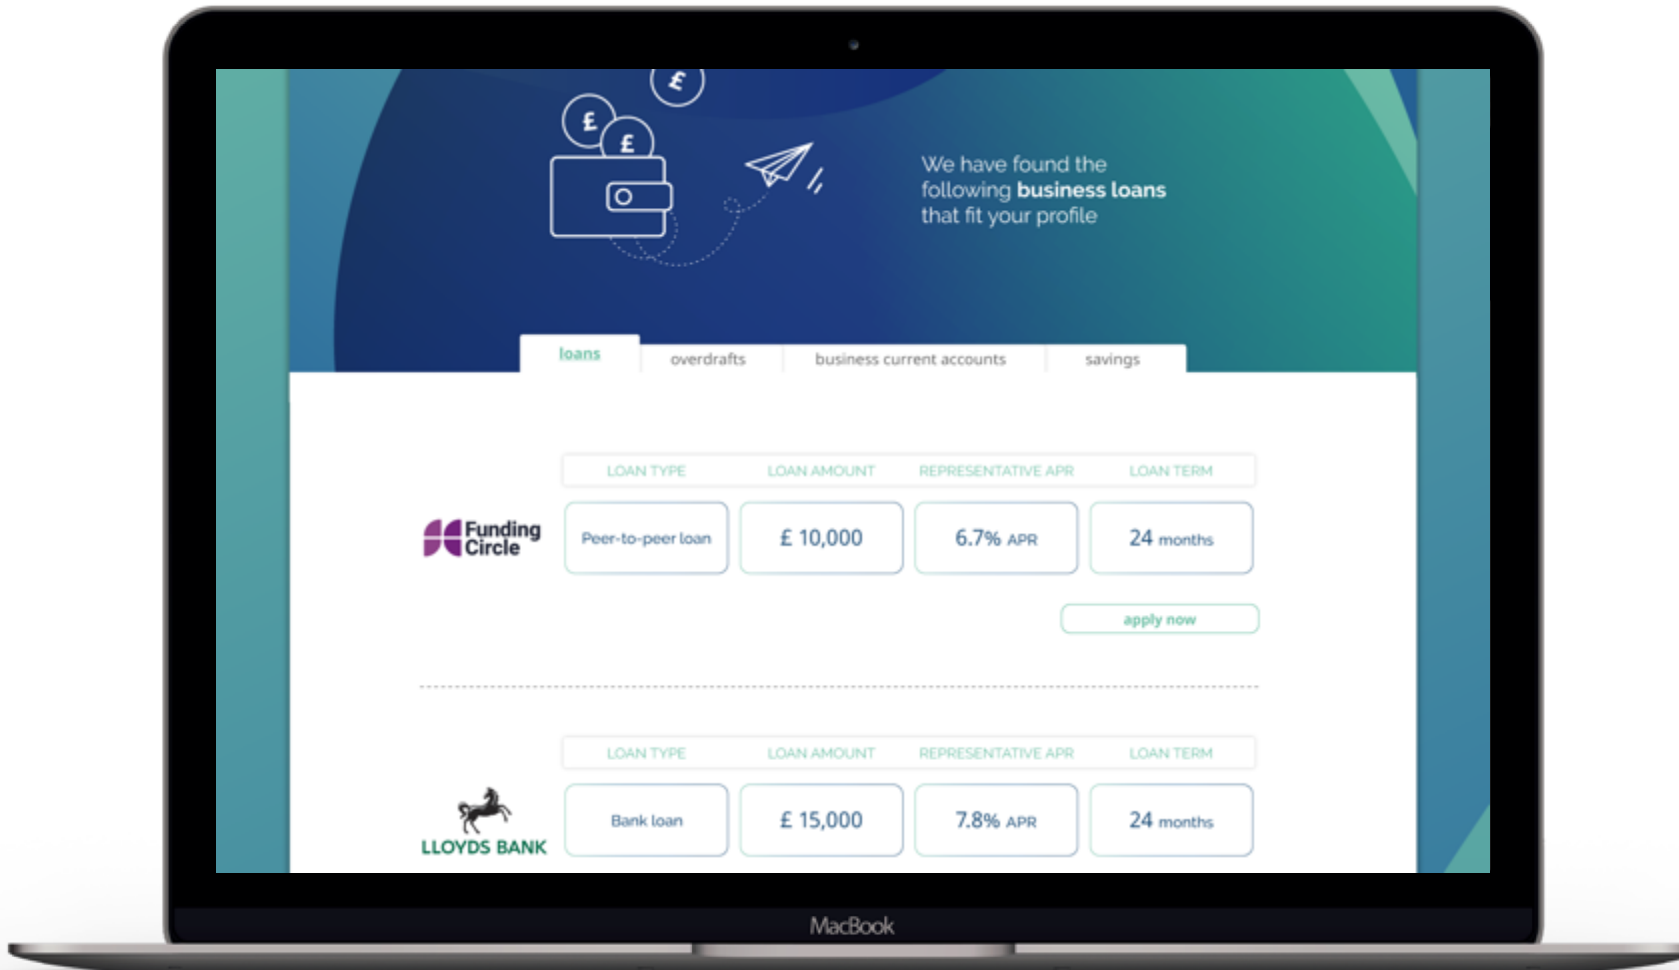 £
£
£
We have found the
following business loans
that fit your profile
loans
overdrafts
business current accounts
savings
LOAN TYPE
LOAN AMOUNT
REPRESENTATIVE APR
LOAN TERM
Funding
Circle
Peer-to-peer loan
£ 10,000
6.7% APR
24 months
apply now
LOAN TYPE
LOAN AMOUNT
REPRESENTATIVE APR
LOAN TERM
LLOYDS BANK
Bank loan
£ 15,000
7.8% APR
24 months
MacBook